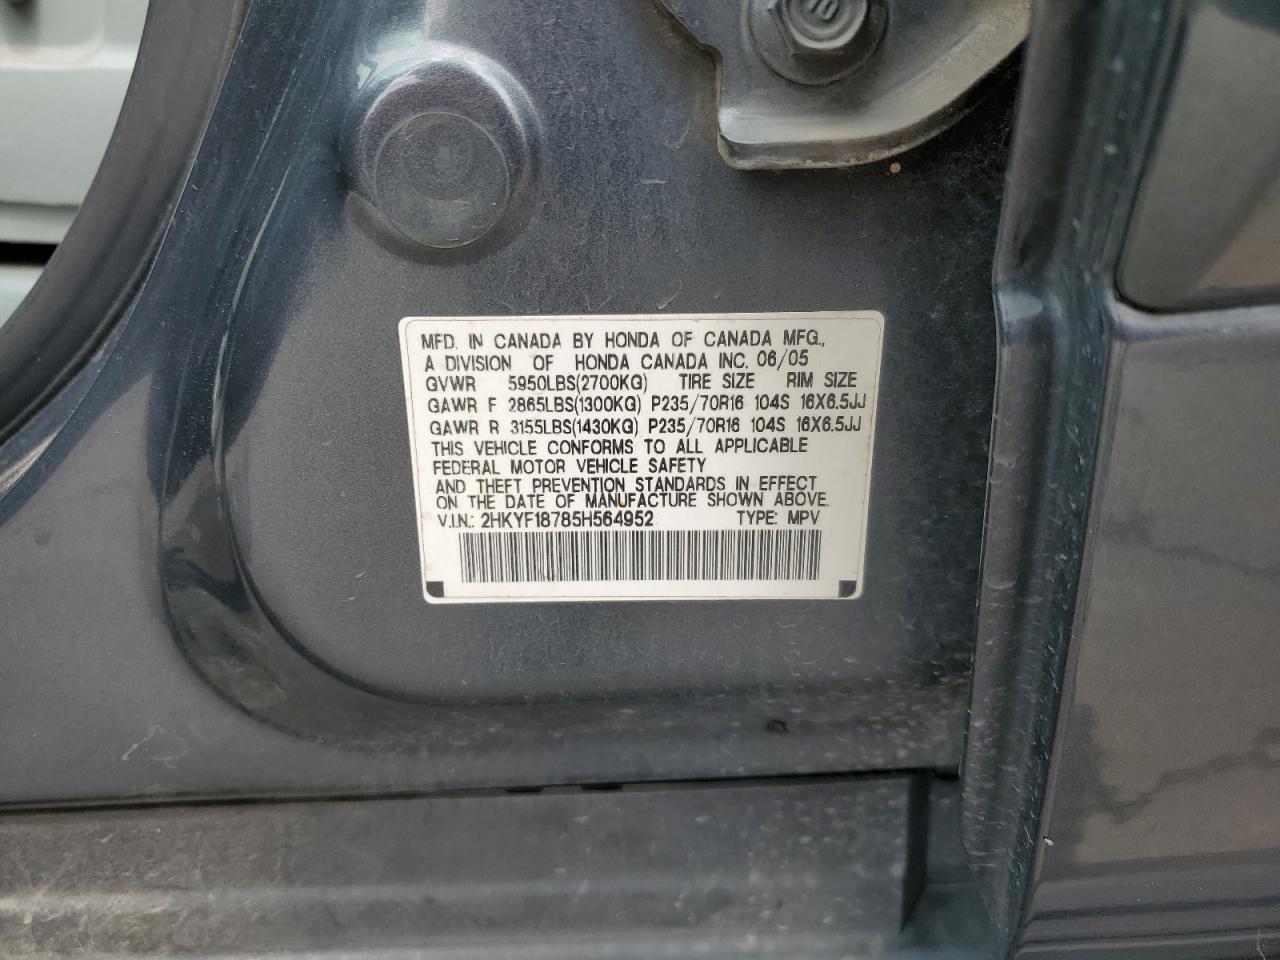 MFD. IN CANADA BY HONDA OF CANADA MFG.,
A DIVISION OF HONDA CANADA INC. 06/05
GVWR 5950LBS(2700KG) TIRE SIZE RIM SIZE
GAWR F 2865LBS(1300KG) P235/70R16 104S 16X6.5JJ
GAWR R 3155LBS(1430KG) P235/70R16 104S 16X6.5JJ
THIS VEHICLE CONFORMS TO ALL APPLICABLE
FEDERAL MOTOR VEHICLE SAFETY
AND THEFT PREVENTION STANDARDS IN EFFECT
ON THE DATE OF MANUFACTURE SHOWN ABOVE.
V.I.N.: 2HKYF18785H564952 TYPE: MPV